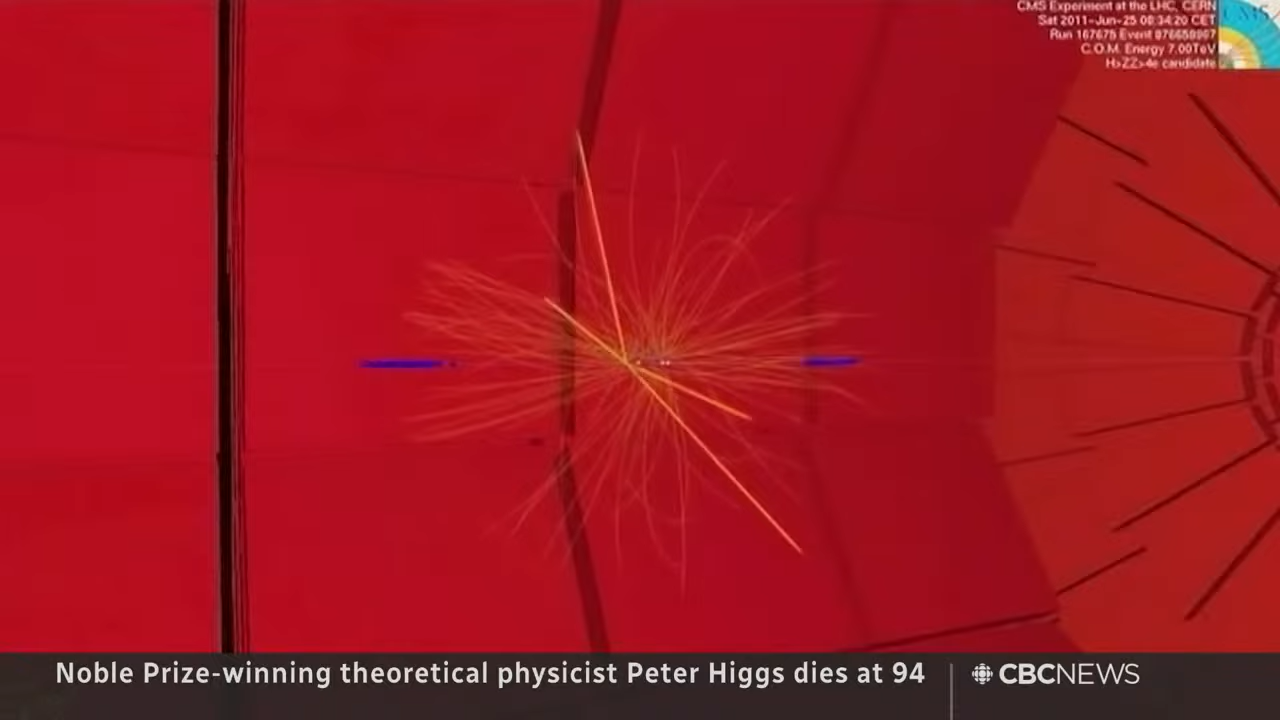 CMS Experiment at the LHC, CERN
Sat 2011-Jun-25 08:34:20 CET
Run 167675 Event 876658967
C.O.M. Energy 7.00TeV
H>ZZ>4e candidate
CMS
Noble Prize-winning theoretical physicist Peter Higgs dies at 94
CBCNEWS